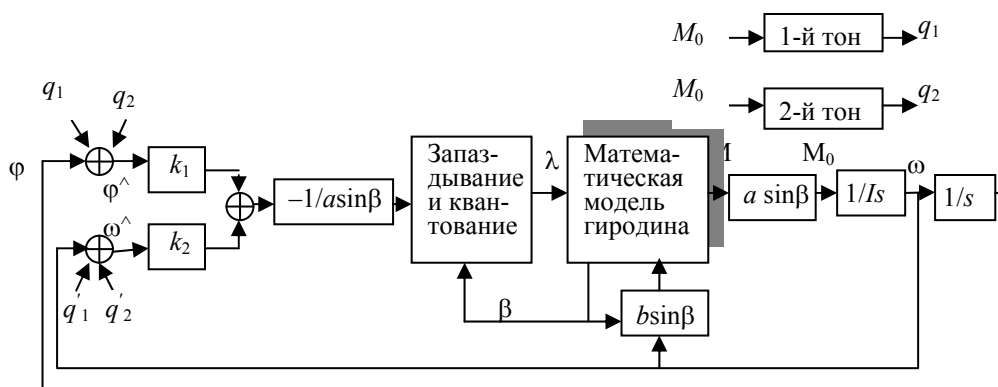 M₀
1-й тон
q₁
M₀
2-й тон
q₂
q₁
q₂
φ
φ^
k₁
ω^
k₂
q'₁
q'₂
−1/asinβ
Запаз-
дывание
и кван-
тование
λ
Матема-
тическая
модель
гиродина
M₀
a sinβ
1/Is
ω
1/s
β
bsinβ